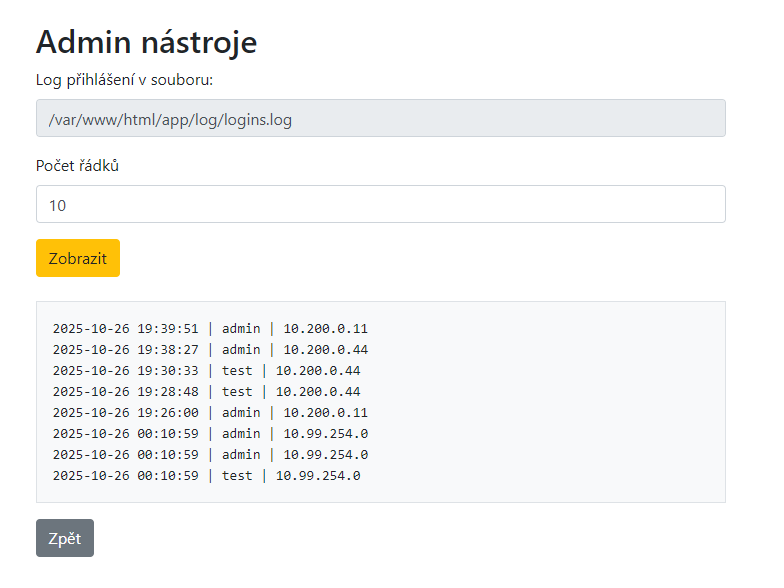 Admin nástroje
Log přihlášení v souboru:
/var/www/html/app/log/logins.log
Počet řádků
10
Zobrazit
2025-10-26 19:39:51 | admin | 10.200.0.11
2025-10-26 19:38:27 | admin | 10.200.0.44
2025-10-26 19:30:33 | test | 10.200.0.44
2025-10-26 19:28:48 | test | 10.200.0.44
2025-10-26 19:26:00 | admin | 10.200.0.11
2025-10-26 00:10:59 | admin | 10.99.254.0
2025-10-26 00:10:59 | admin | 10.99.254.0
2025-10-26 00:10:59 | test | 10.99.254.0
Zpět